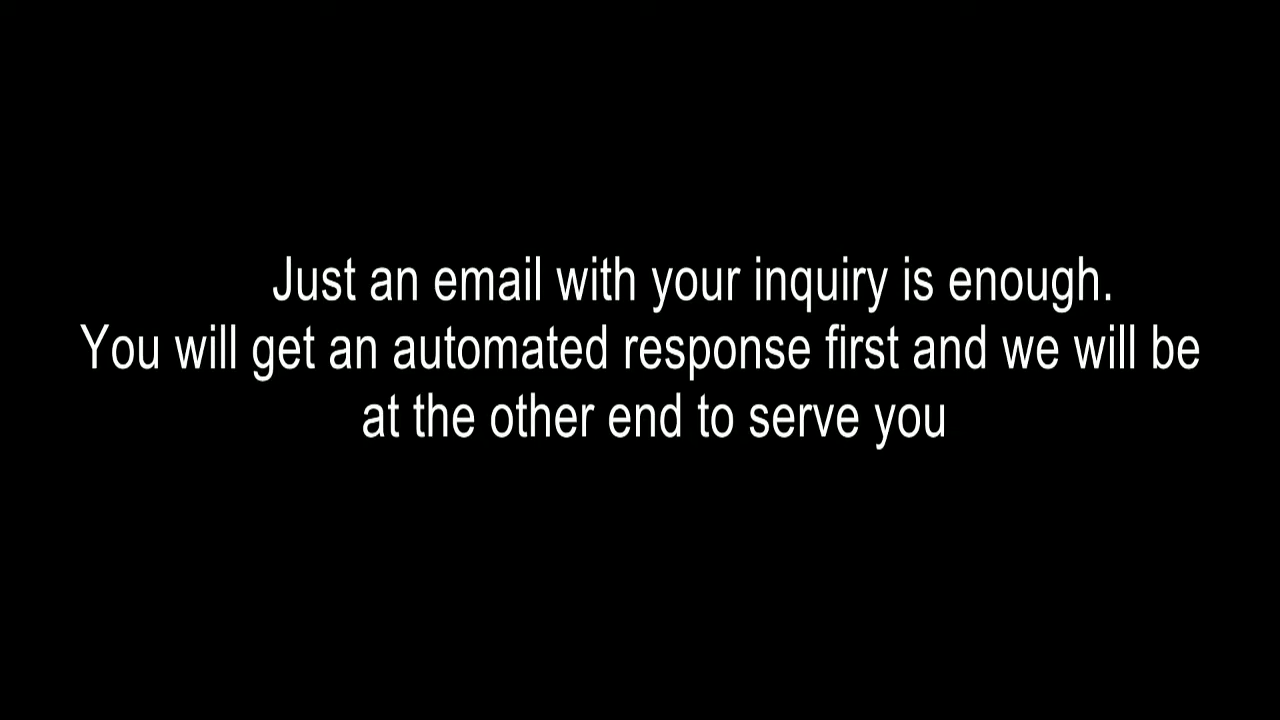 Just an email with your inquiry is enough.
You will get an automated response first and we will be
at the other end to serve you